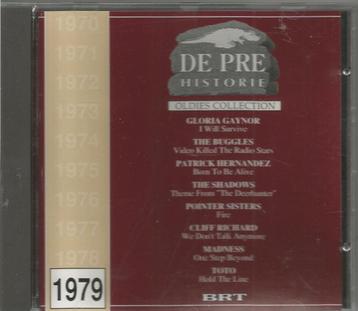 1970
1971
1972
1973
1974
1975
1976
1977
1978
1979
DE PRE
HISTORIE
OLDIES COLLECTION
GLORIA GAYNOR
I Will Survive
THE BUGGLES
Video Killed The Radio Stars
PATRICK HERNANDEZ
Born To Be Alive
THE SHADOWS
Theme From "The Deerhunter"
POINTER SISTERS
Fire
CLIFF RICHARD
We Don't Talk Anymore
MADNESS
One Step Beyond
TOTO
Hold The Line
BRT